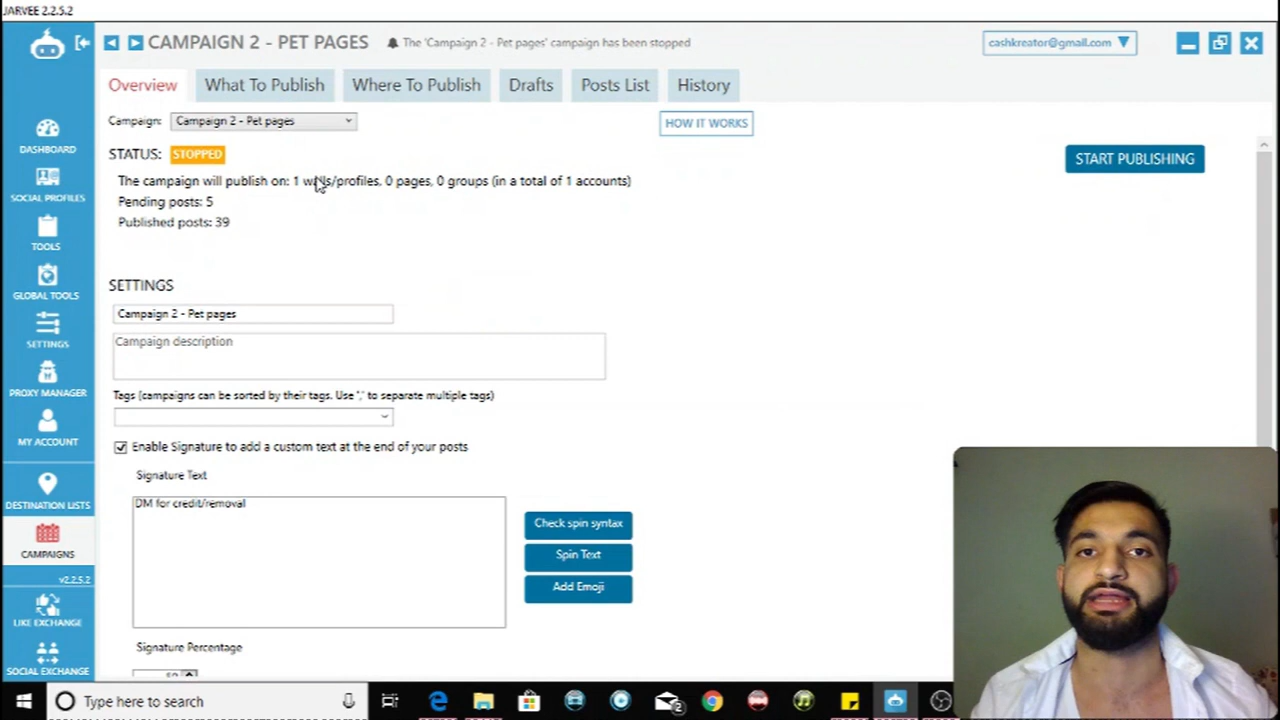 JARVEE 2.2.5.2
CAMPAIGN 2 - PET PAGES
The 'Campaign 2 - Pet pages' campaign has been stopped
cashkreator@gmail.com
Overview
What To Publish
Where To Publish
Drafts
Posts List
History
Campaign:
Campaign 2 - Pet pages
HOW IT WORKS
STATUS:
STOPPED
START PUBLISHING
The campaign will publish on: 1 walls/profiles, 0 pages, 0 groups (in a total of 1 accounts)
Pending posts: 5
Published posts: 39
SETTINGS
Campaign 2 - Pet pages
Campaign description
Tags (campaigns can be sorted by their tags. Use ',' to separate multiple tags)
Enable Signature to add a custom text at the end of your posts
Signature Text
DM for credit/removal
Check spin syntax
Spin Text
Add Emoji
Signature Percentage
DASHBOARD
SOCIAL PROFILES
TOOLS
GLOBAL TOOLS
SETTINGS
PROXY MANAGER
MY ACCOUNT
DESTINATION LISTS
CAMPAIGNS
v2.2.5.2
LIKE EXCHANGE
SOCIAL EXCHANGE
Type here to search
2